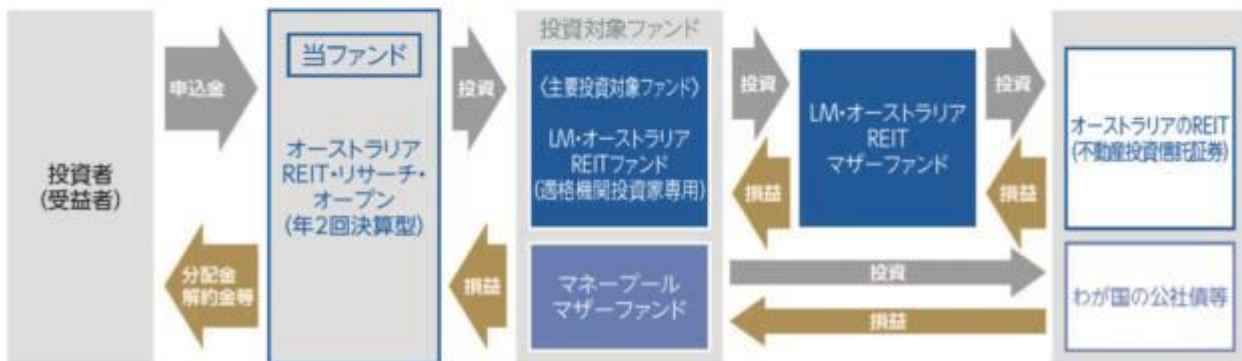 投資対象ファンド
当ファンド
申込金
投資
〈主要投資対象ファンド〉
投資
投資
LM・オーストラリア
REIT
マザーファンド
オーストラリアのREIT
(不動産投資信託証券)
投資者
(受益者)
オーストラリア
REIT・リサーチ・
オープン
(年2回決算型)
LM・オーストラリア
REITファンド
(適格機関投資家専用)
損益
損益
分配金
解約金等
損益
マネープール
マザーファンド
投資
損益
わが国の公社債等